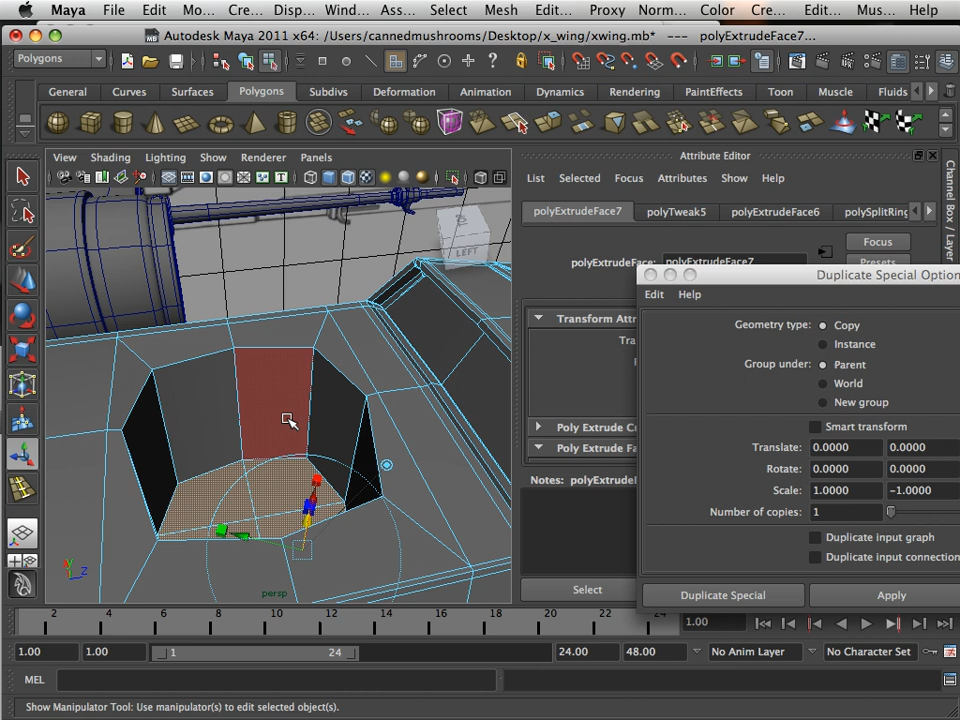 Maya File Edit Mo... Cre... Disp... Win... Ass... Select Mesh Edit... Proxy Norm... Color Cre... Edit... Mus... Help
Autodesk Maya 2011 x64: /Users/cannedmushrooms/Desktop/x_wing/xwing.mb* --- polyExtrudeFace7...
Polygons
General Curves Surfaces Polygons Subdivs Deformation Animation Dynamics Rendering PaintEffects Toon Muscle Fluids
View Shading Lighting Show Renderer Panels
Attribute Editor
List Selected Focus Attributes Show Help
polyExtrudeFace7 polyTweak5 polyExtrudeFace6 polySplitRing
Focus
polyExtrudeFace: polyExtrudeFace7
Presets
Channel Box / Layer
LEFT
Duplicate Special Option
Edit Help
Transform Attr
Tra
Poly Extrude Cu
Poly Extrude Fa
Notes: polyExtrudeF
Select
Geometry type: Copy
Instance
Group under: Parent
World
New group
Smart transform
Translate: 0.0000 0.0000
Rotate: 0.0000 0.0000
Scale: 1.0000 -1.0000
Number of copies: 1
Duplicate input graph
Duplicate input connection
Duplicate Special Apply
Y Z
persp
2 4 6 8 10 12 14 16 18 20 22 24
1.00
1.00 1.00 1 24 24.00 48.00 No Anim Layer No Character Set
MEL
Show Manipulator Tool: Use manipulator(s) to edit selected object(s).